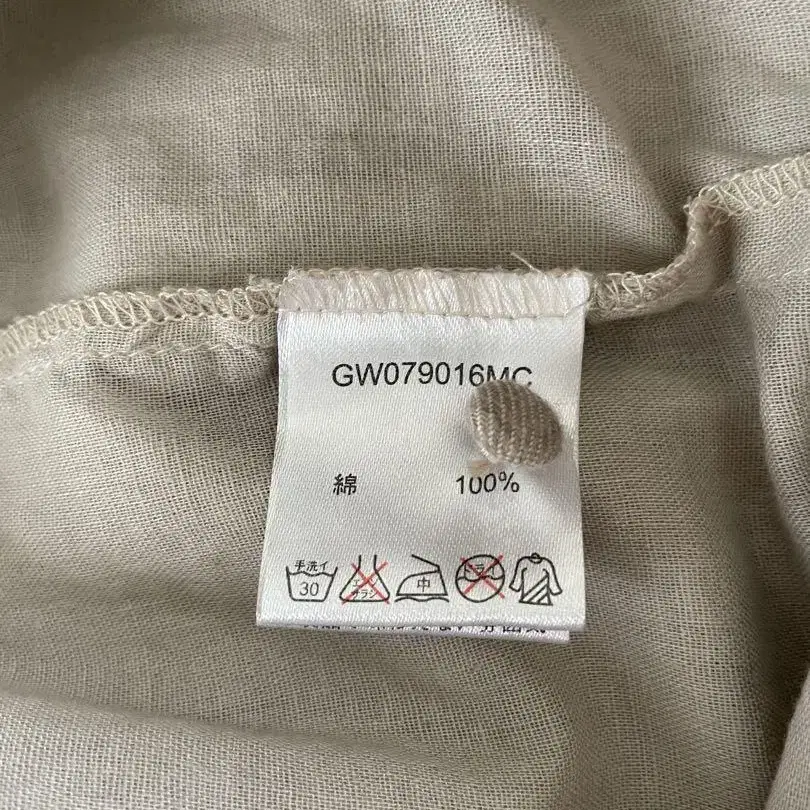 GW079016MC
綿 100%
手洗イ
30
エンソ
サラシ
中
ドライ